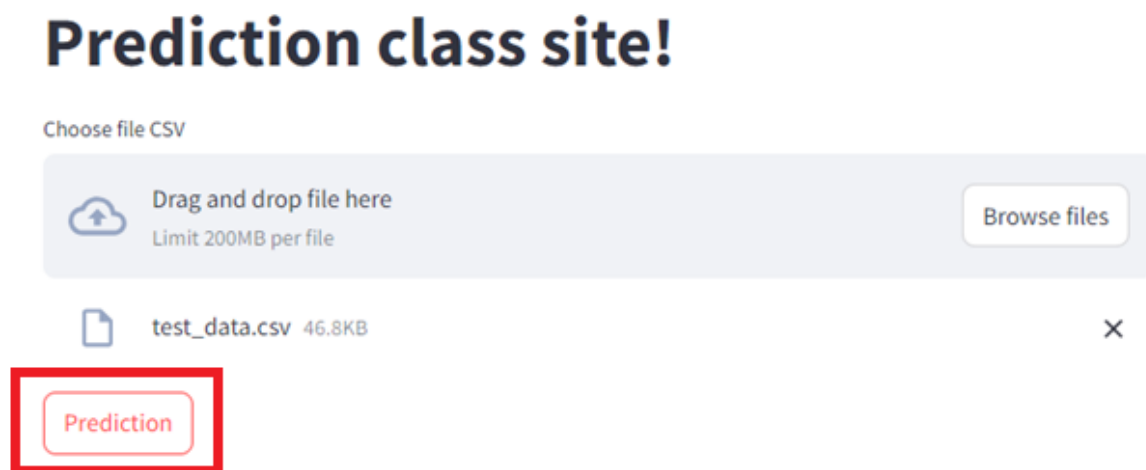 Prediction class site!
Choose file CSV
Drag and drop file here
Limit 200MB per file
Browse files
test_data.csv 46.8KB
Prediction